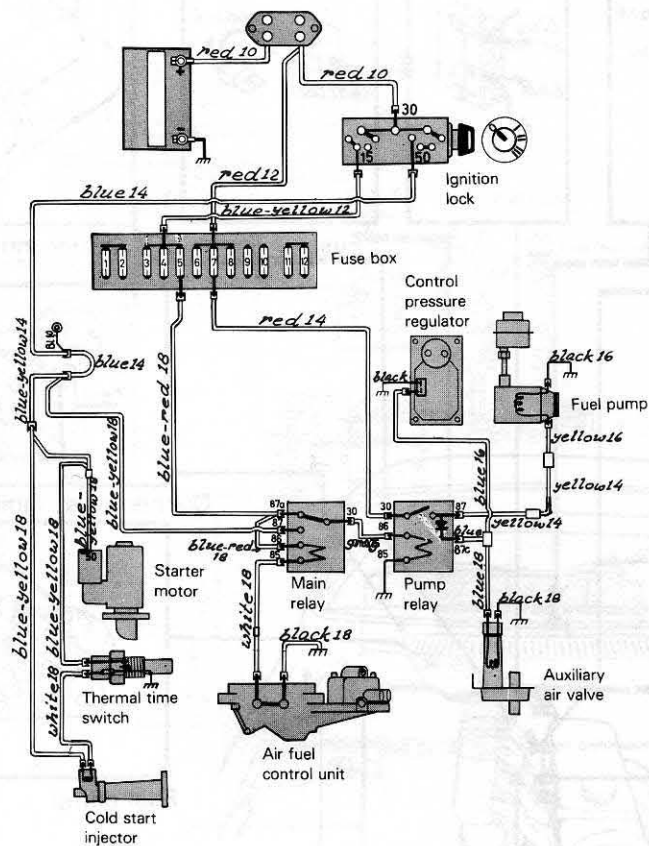 red 10
red 10
30
15
50
Ignition
lock
red 12
blue 14
blue-yellow 12
1 2 3 4 5 6 7 8 9 10 11 12
Fuse box
Control
pressure
regulator
black 16
Fuel pump
red 14
black
blue-yellow 14
blue 14
blue-yellow 18
blue-red 18
blue 16
yellow 16
yellow 14
yellow 14
87a
87
86
85
30
30
86
85
87
87c
blue
blue-red
18
Main
relay
Pump
relay
blue-
yellow 18
50
Starter
motor
blue-yellow 18
blue-yellow 18
white 18
black 18
blue 18
black 18
Auxiliary
air valve
Thermal time
switch
white 18
Air fuel
control unit
Cold start
injector